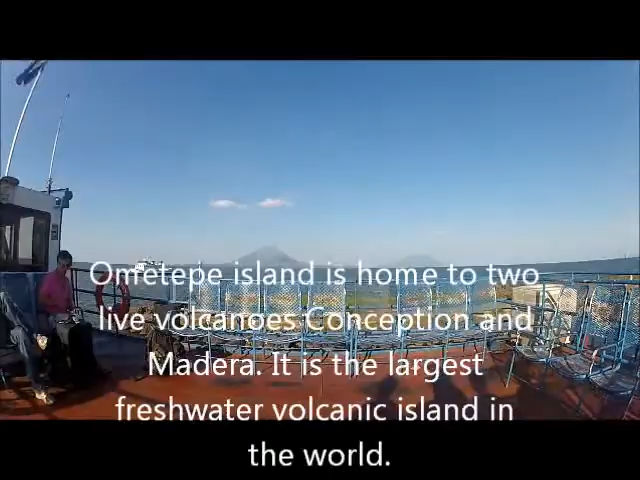 Ometepe island is home to two
live volcanoes Conception and
Madera. It is the largest
freshwater volcanic island in
the world.